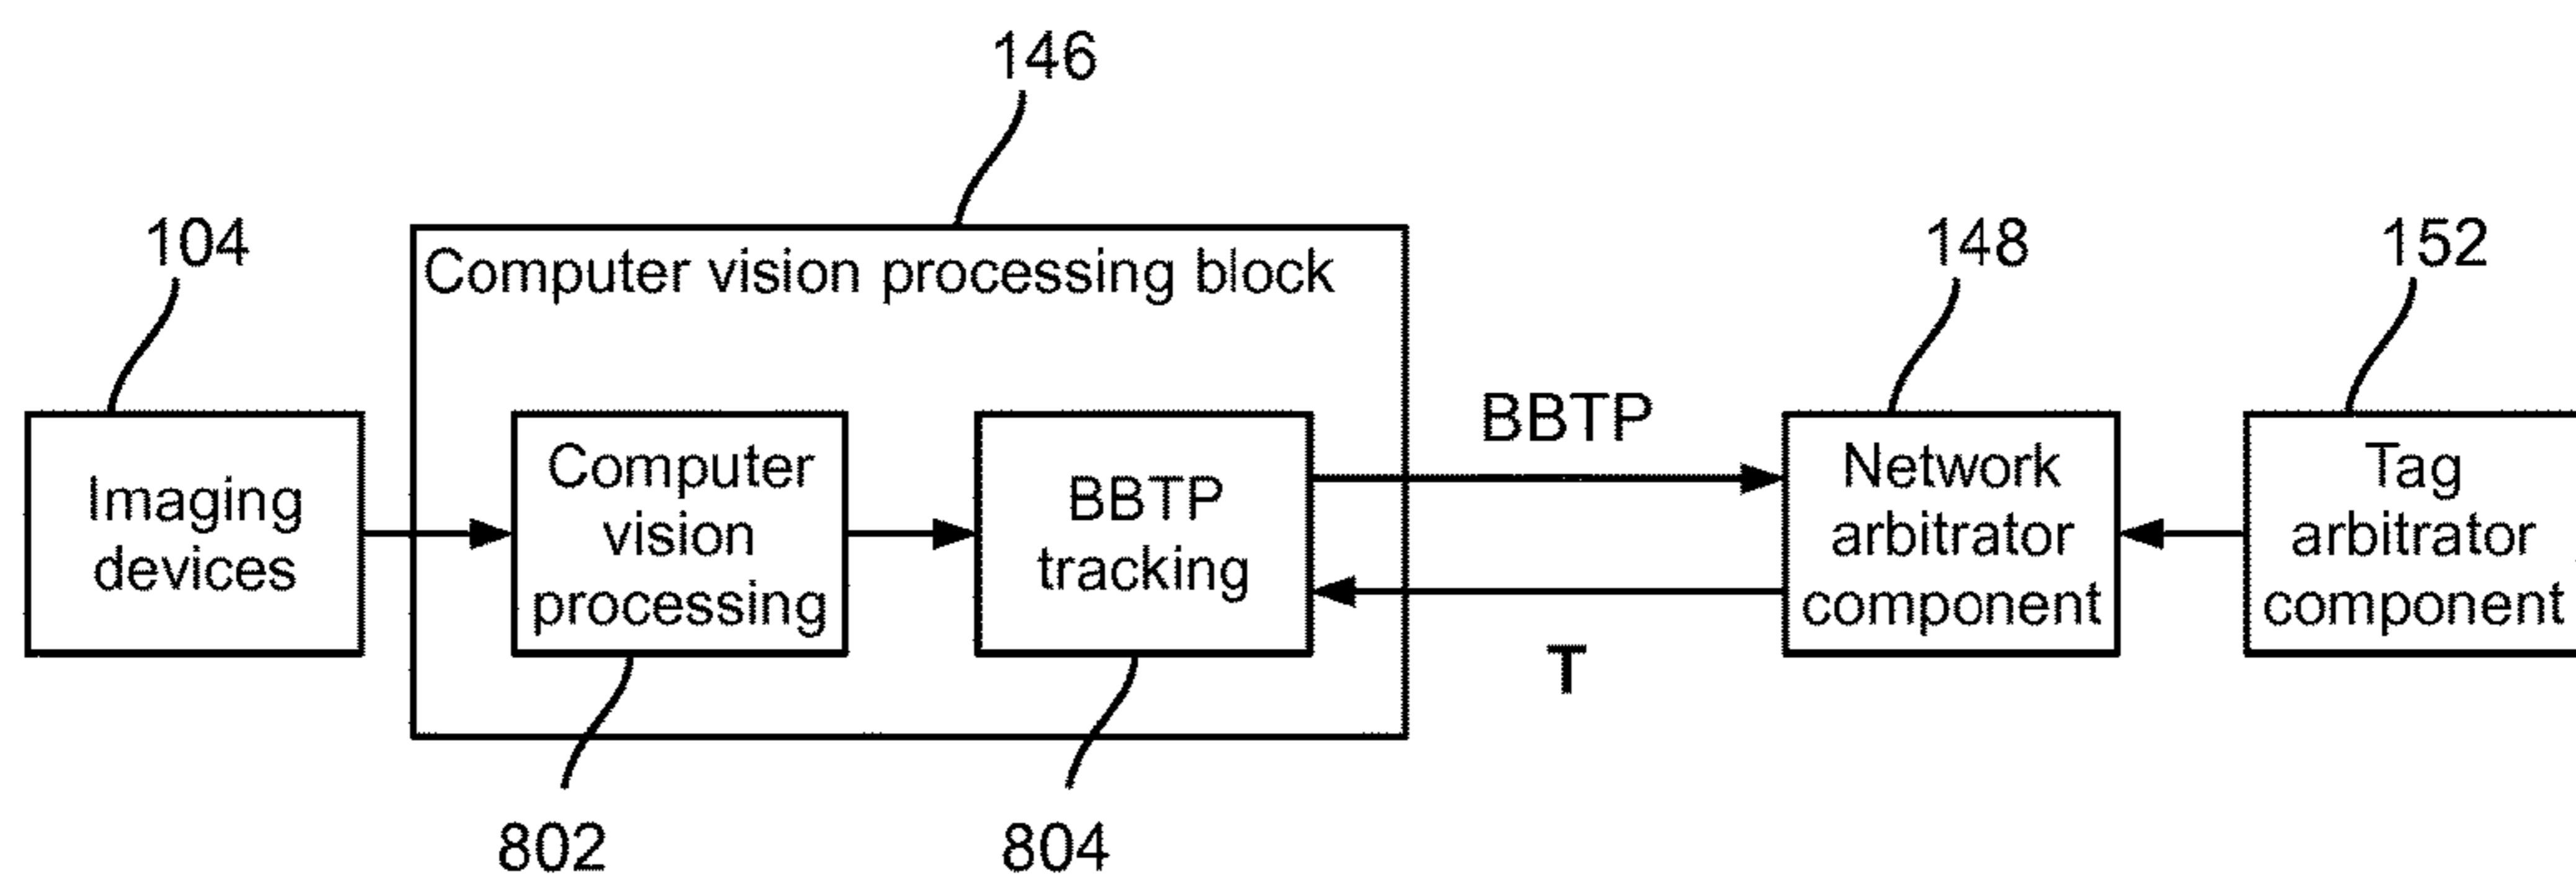 146
104
148
152
Computer vision processing block
BBTP
Imaging
devices
Computer
vision
processing
BBTP
tracking
Network
arbitrator
component
Tag
arbitrator
component
T
802
804